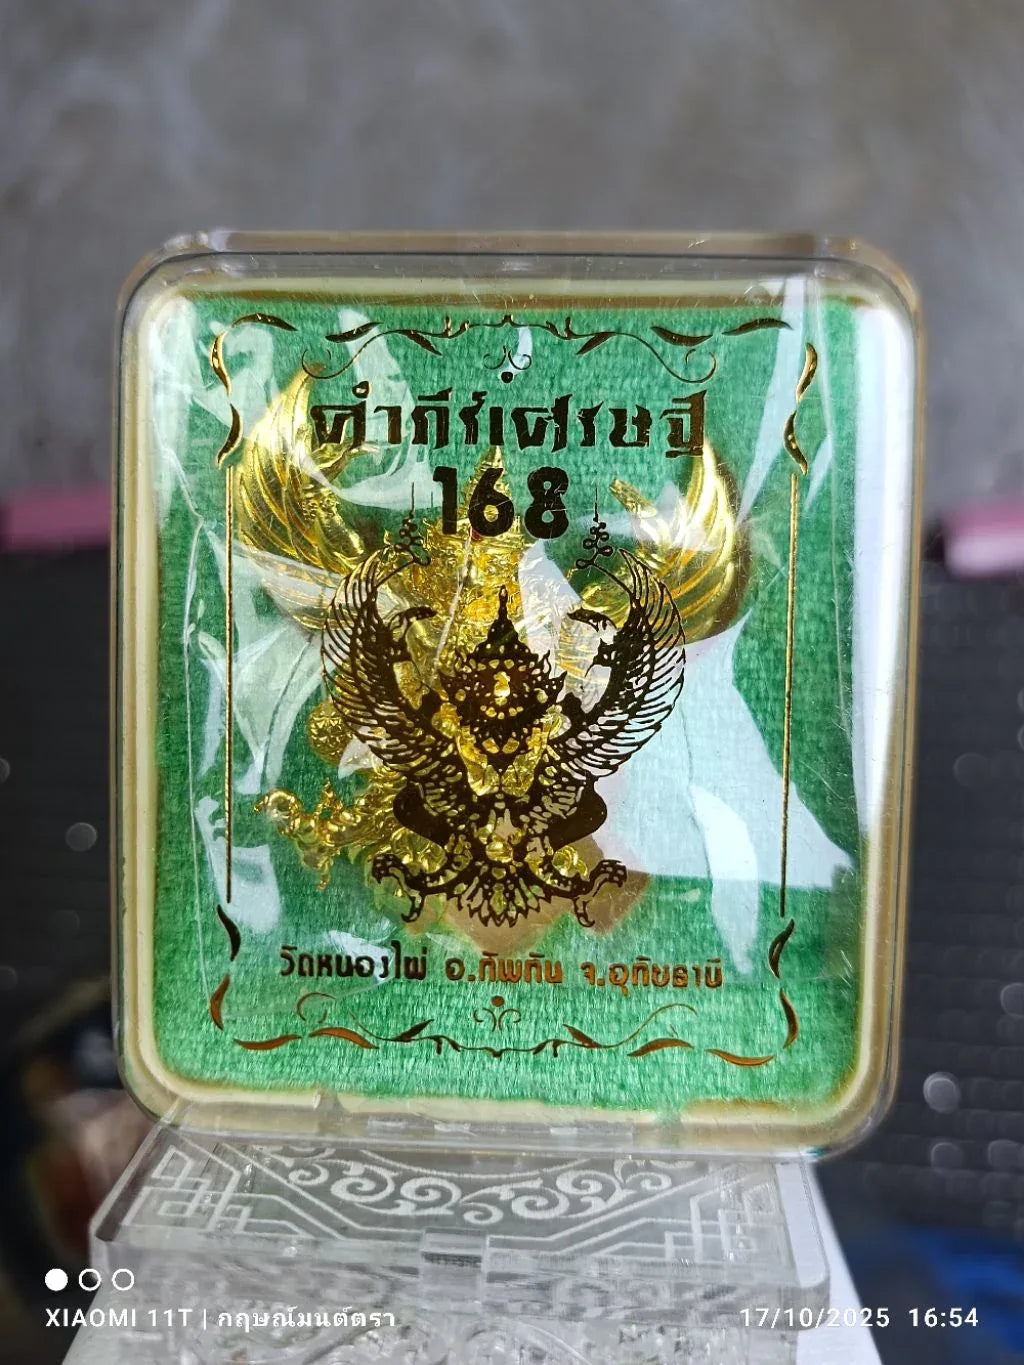 คำภีร์เศรษฐี
168
วัดหนองไผ่ อ.ทัพทัน จ.อุทัยธานี
XIAOMI 11T | กฤษณ์มนต์ตรา
17/10/2025 16:54